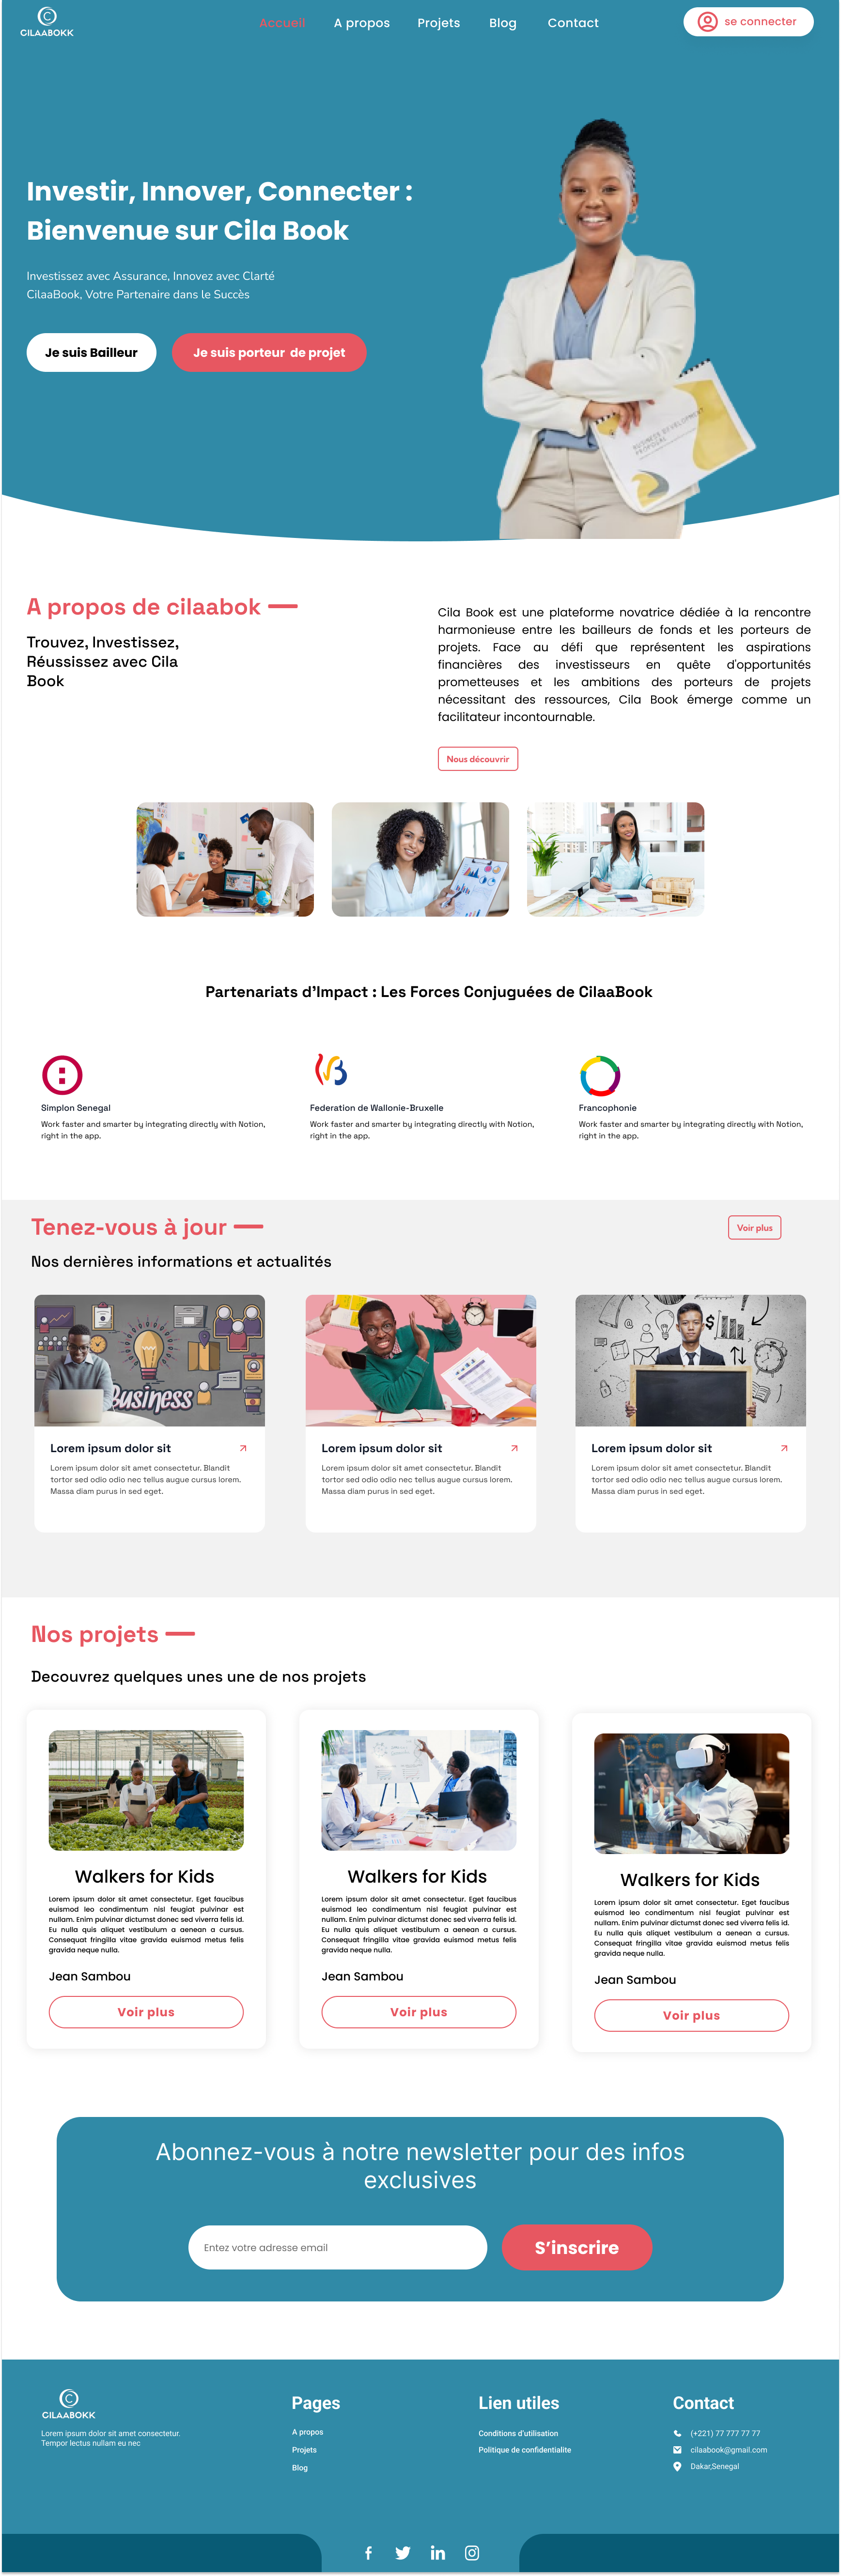 CILAABOKK
Accueil
A propos
Projets
Blog
Contact
se connecter
Investir, Innover, Connecter :
Bienvenue sur Cila Book
Investissez avec Assurance, Innovez avec Clarté
CilaaBook, Votre Partenaire dans le Succès
Je suis Bailleur
Je suis porteur de projet
BUSINESS DEVELOPMENT
PROPOSAL
A propos de cilaabok
Trouvez, Investissez,
Réussissez avec Cila
Book
Cila Book est une plateforme novatrice dédiée à la rencontre
harmonieuse entre les bailleurs de fonds et les porteurs de
projets. Face au défi que représentent les aspirations
financières des investisseurs en quête d'opportunités
prometteuses et les ambitions des porteurs de projets
nécessitant des ressources, Cila Book émerge comme un
facilitateur incontournable.
Nous découvrir
Partenariats d'Impact : Les Forces Conjuguées de CilaaBook
Simplon Senegal
Work faster and smarter by integrating directly with Notion,
right in the app.
Federation de Wallonie-Bruxelle
Work faster and smarter by integrating directly with Notion,
right in the app.
Francophonie
Work faster and smarter by integrating directly with Notion,
right in the app.
Tenez-vous à jour
Voir plus
Nos dernières informations et actualités
Business
Lorem ipsum dolor sit
Lorem ipsum dolor sit amet consectetur. Blandit
tortor sed odio odio nec tellus augue cursus lorem.
Massa diam purus in sed eget.
Lorem ipsum dolor sit
Lorem ipsum dolor sit amet consectetur. Blandit
tortor sed odio odio nec tellus augue cursus lorem.
Massa diam purus in sed eget.
Lorem ipsum dolor sit
Lorem ipsum dolor sit amet consectetur. Blandit
tortor sed odio odio nec tellus augue cursus lorem.
Massa diam purus in sed eget.
Nos projets
Decouvrez quelques unes une de nos projets
Walkers for Kids
Lorem ipsum dolor sit amet consectetur. Eget faucibus
euismod leo condimentum nisl feugiat pulvinar est
nullam. Enim pulvinar dictumst donec sed viverra felis id.
Eu nulla quis aliquet vestibulum a aenean a cursus.
Consequat fringilla vitae gravida euismod metus felis
gravida neque nulla.
Jean Sambou
Voir plus
Walkers for Kids
Lorem ipsum dolor sit amet consectetur. Eget faucibus
euismod leo condimentum nisl feugiat pulvinar est
nullam. Enim pulvinar dictumst donec sed viverra felis id.
Eu nulla quis aliquet vestibulum a aenean a cursus.
Consequat fringilla vitae gravida euismod metus felis
gravida neque nulla.
Jean Sambou
Voir plus
Walkers for Kids
Lorem ipsum dolor sit amet consectetur. Eget faucibus
euismod leo condimentum nisl feugiat pulvinar est
nullam. Enim pulvinar dictumst donec sed viverra felis id.
Eu nulla quis aliquet vestibulum a aenean a cursus.
Consequat fringilla vitae gravida euismod metus felis
gravida neque nulla.
Jean Sambou
Voir plus
Abonnez-vous à notre newsletter pour des infos
exclusives
Entez votre adresse email
S'inscrire
CILAABOKK
Lorem ipsum dolor sit amet consectetur.
Tempor lectus nullam eu nec
Pages
A propos
Projets
Blog
Lien utiles
Conditions d'utilisation
Politique de confidentialite
Contact
(+221) 77 777 77 77
cilaabook@gmail.com
Dakar,Senegal